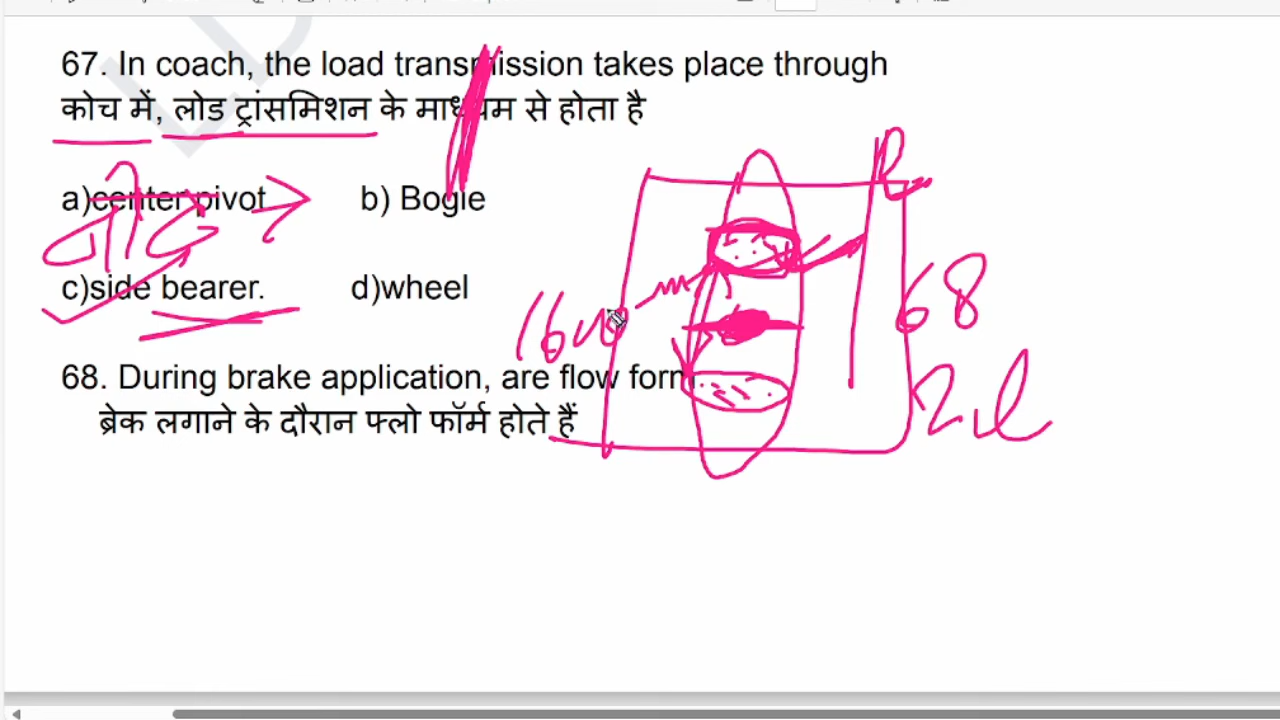 67. In coach, the load transmission takes place through
कोच में, लोड ट्रांसमिशन के माध्यम से होता है
a)center pivot b) Bogie
c)side bearer. d)wheel
1600
68
68. During brake application, are flow form
ब्रेक लगाने के दौरान फ्लो फॉर्म होते हैं